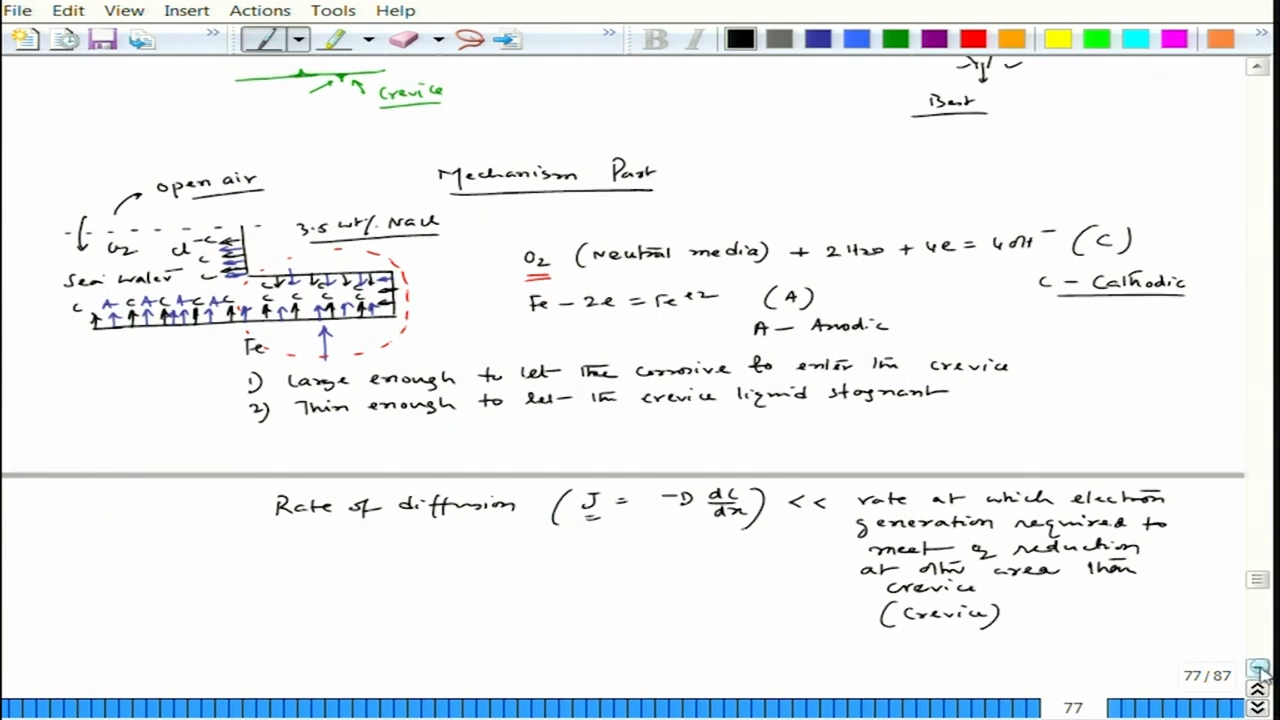 File Edit View Insert Actions Tools Help
Crevice
Best
open air
Mechanism Part
3.5 wt% NaCl
O2 (Neutral media) + 2H2O + 4e = 4OH- (C)
O2 Cl- C
C
Sea water C
C - Cathodic
C C C C
C A C A C A C A C C C C C
Fe - 2e = Fe+2 (A)
A - Anodic
Fe
1) Large enough to let the corrosive to enter the crevice
2) Thin enough to let the crevice liquid stagnant
Rate of diffusion (J = -D dc/dx) << rate at which electron
generation required to
meet O2 reduction
at other area than
crevice
(Crevice)
77 / 87
77